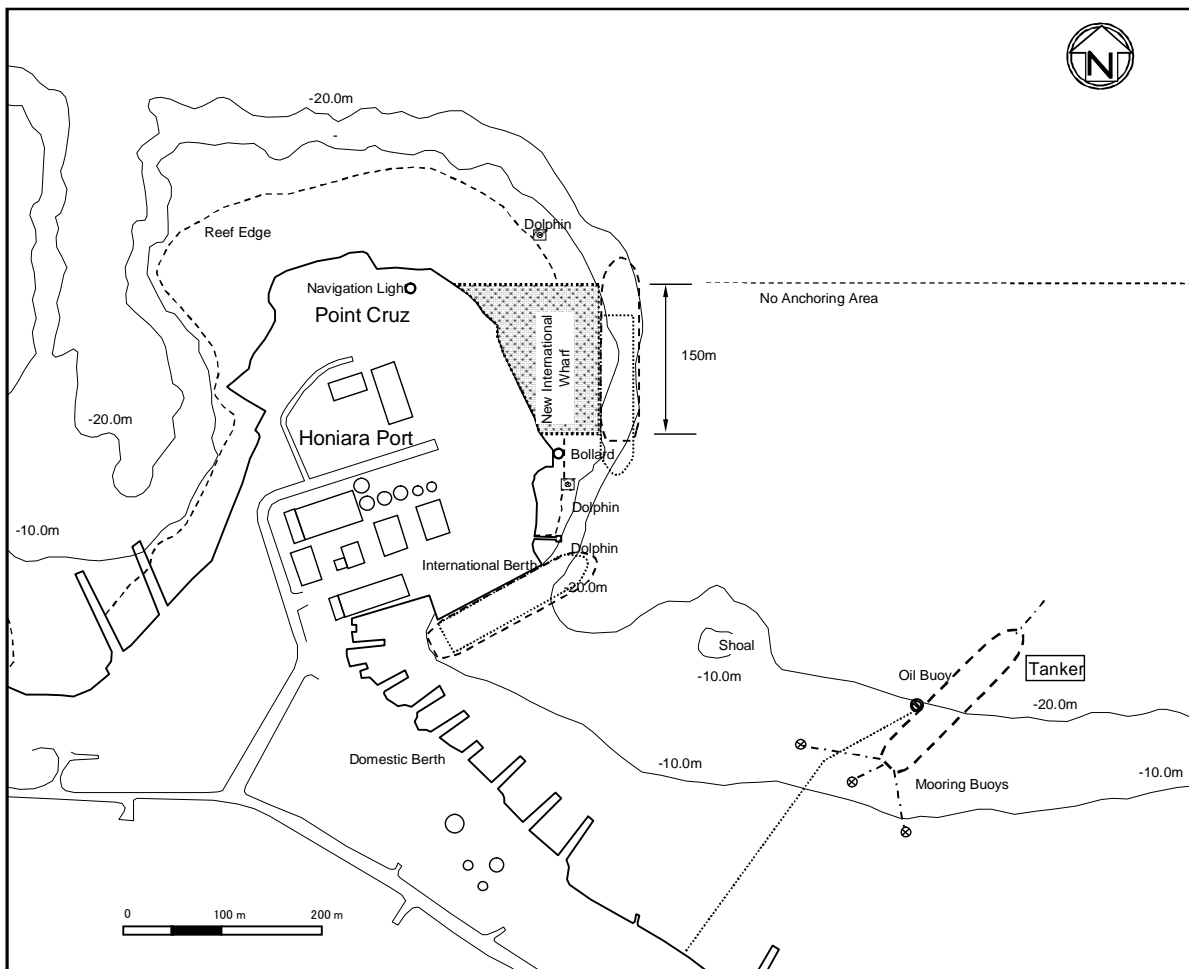 N
-20.0m
Dolphin
Reef Edge
Navigation Light
No Anchoring Area
Point Cruz
New International
Wharf
150m
-20.0m
Honiara Port
Bollard
Dolphin
-10.0m
Dolphin
International Berth
-20.0m
Shoal
-10.0m
Oil Buoy
Tanker
-20.0m
Domestic Berth
-10.0m
-10.0m
Mooring Buoys
0
100 m
200 m